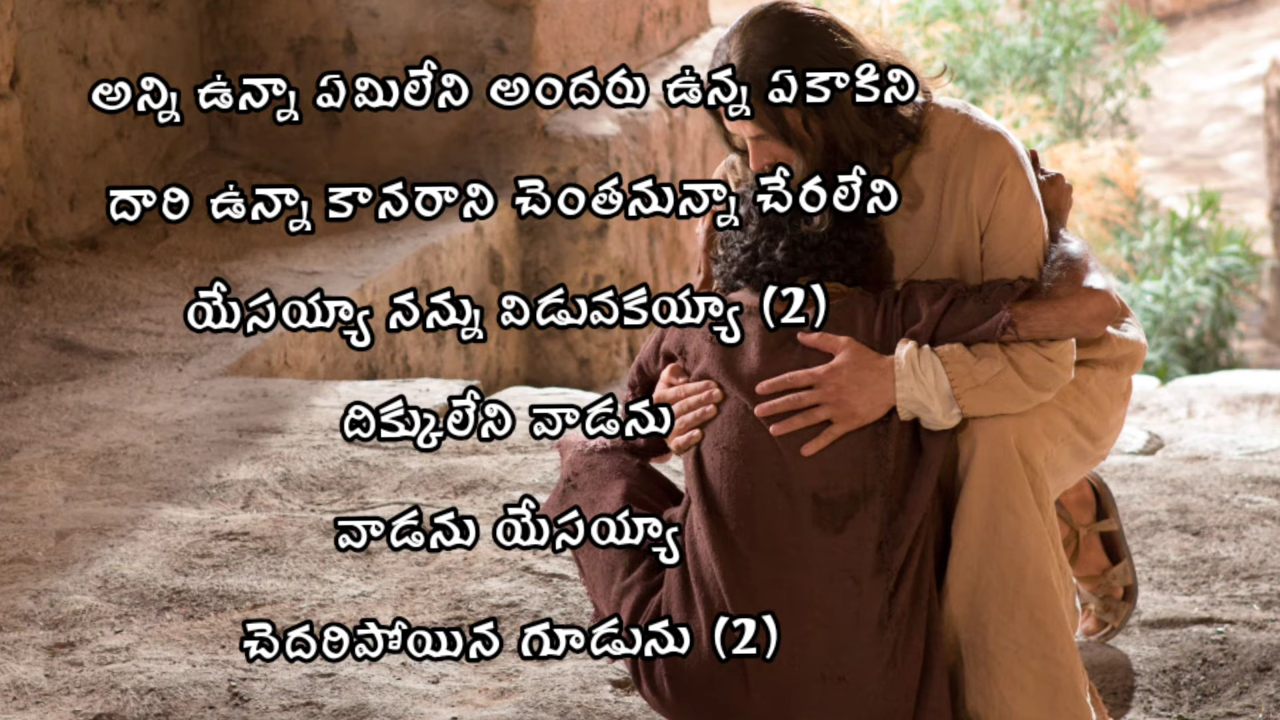 అన్ని ఉన్నా ఏమిలేని అందరు ఉన్న ఏకాకిని
దారి ఉన్నా కానరాని చెంతనున్నా చేరలేని
యేసయ్యా నన్ను విడువకయ్యా (2)
దిక్కులేని వాడను
వాడను యేసయ్యా
చెదరిపోయిన గూడును (2)